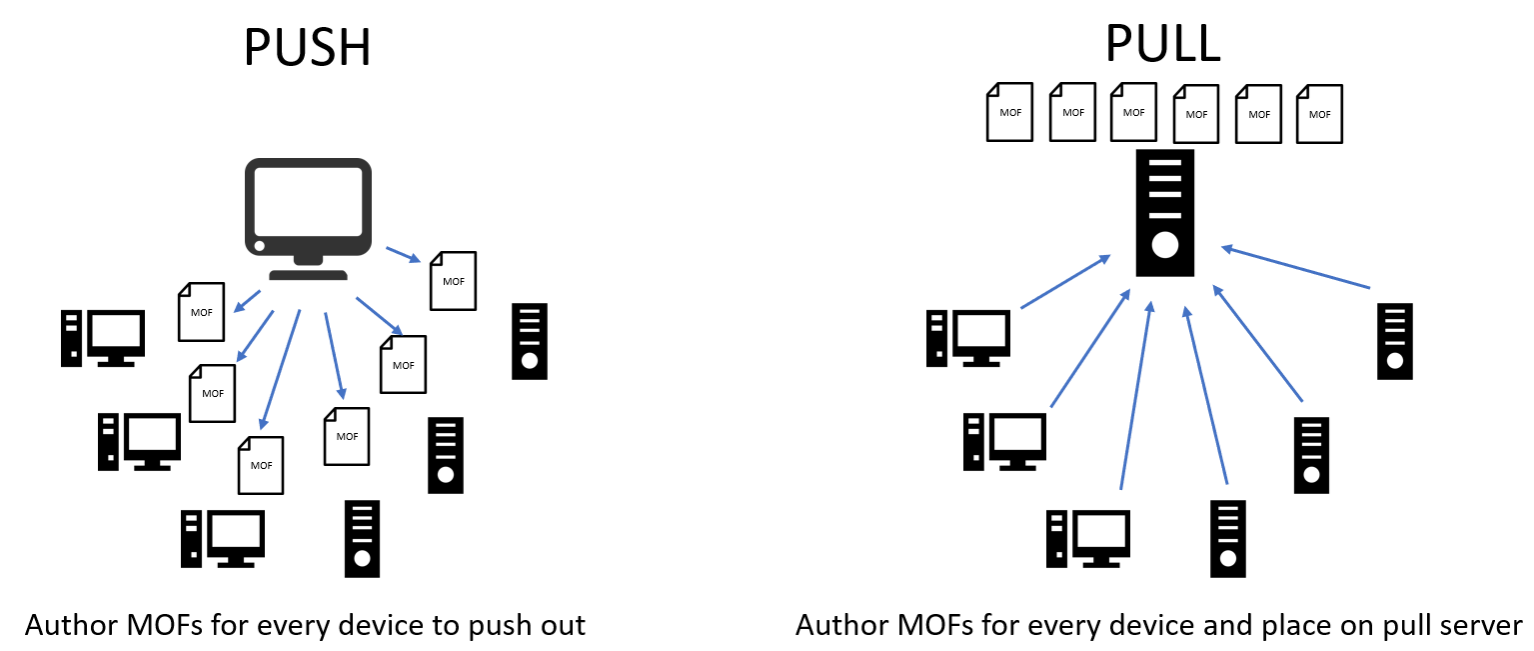 PUSH
MOF
MOF
MOF
MOF
MOF
MOF
Author MOFs for every device to push out
PULL
MOF
MOF
MOF
MOF
MOF
MOF
Author MOFs for every device and place on pull server